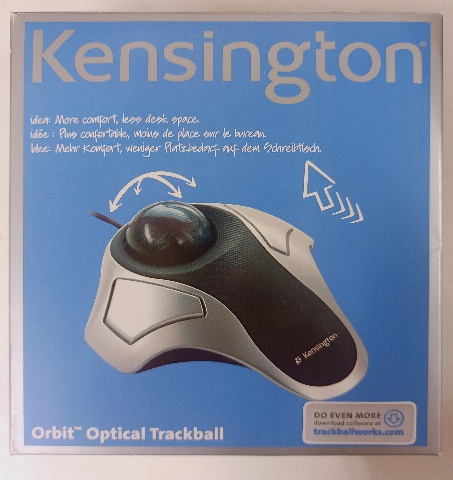 Kensington®
idea: More comfort, less desk space.
idée : Plus confortable, moins de place sur le bureau.
Idee: Mehr Komfort, weniger Platzbedarf auf dem Schreibtisch.
Kensington
Orbit™ Optical Trackball
DO EVEN MORE
download software at
trackballworks.com